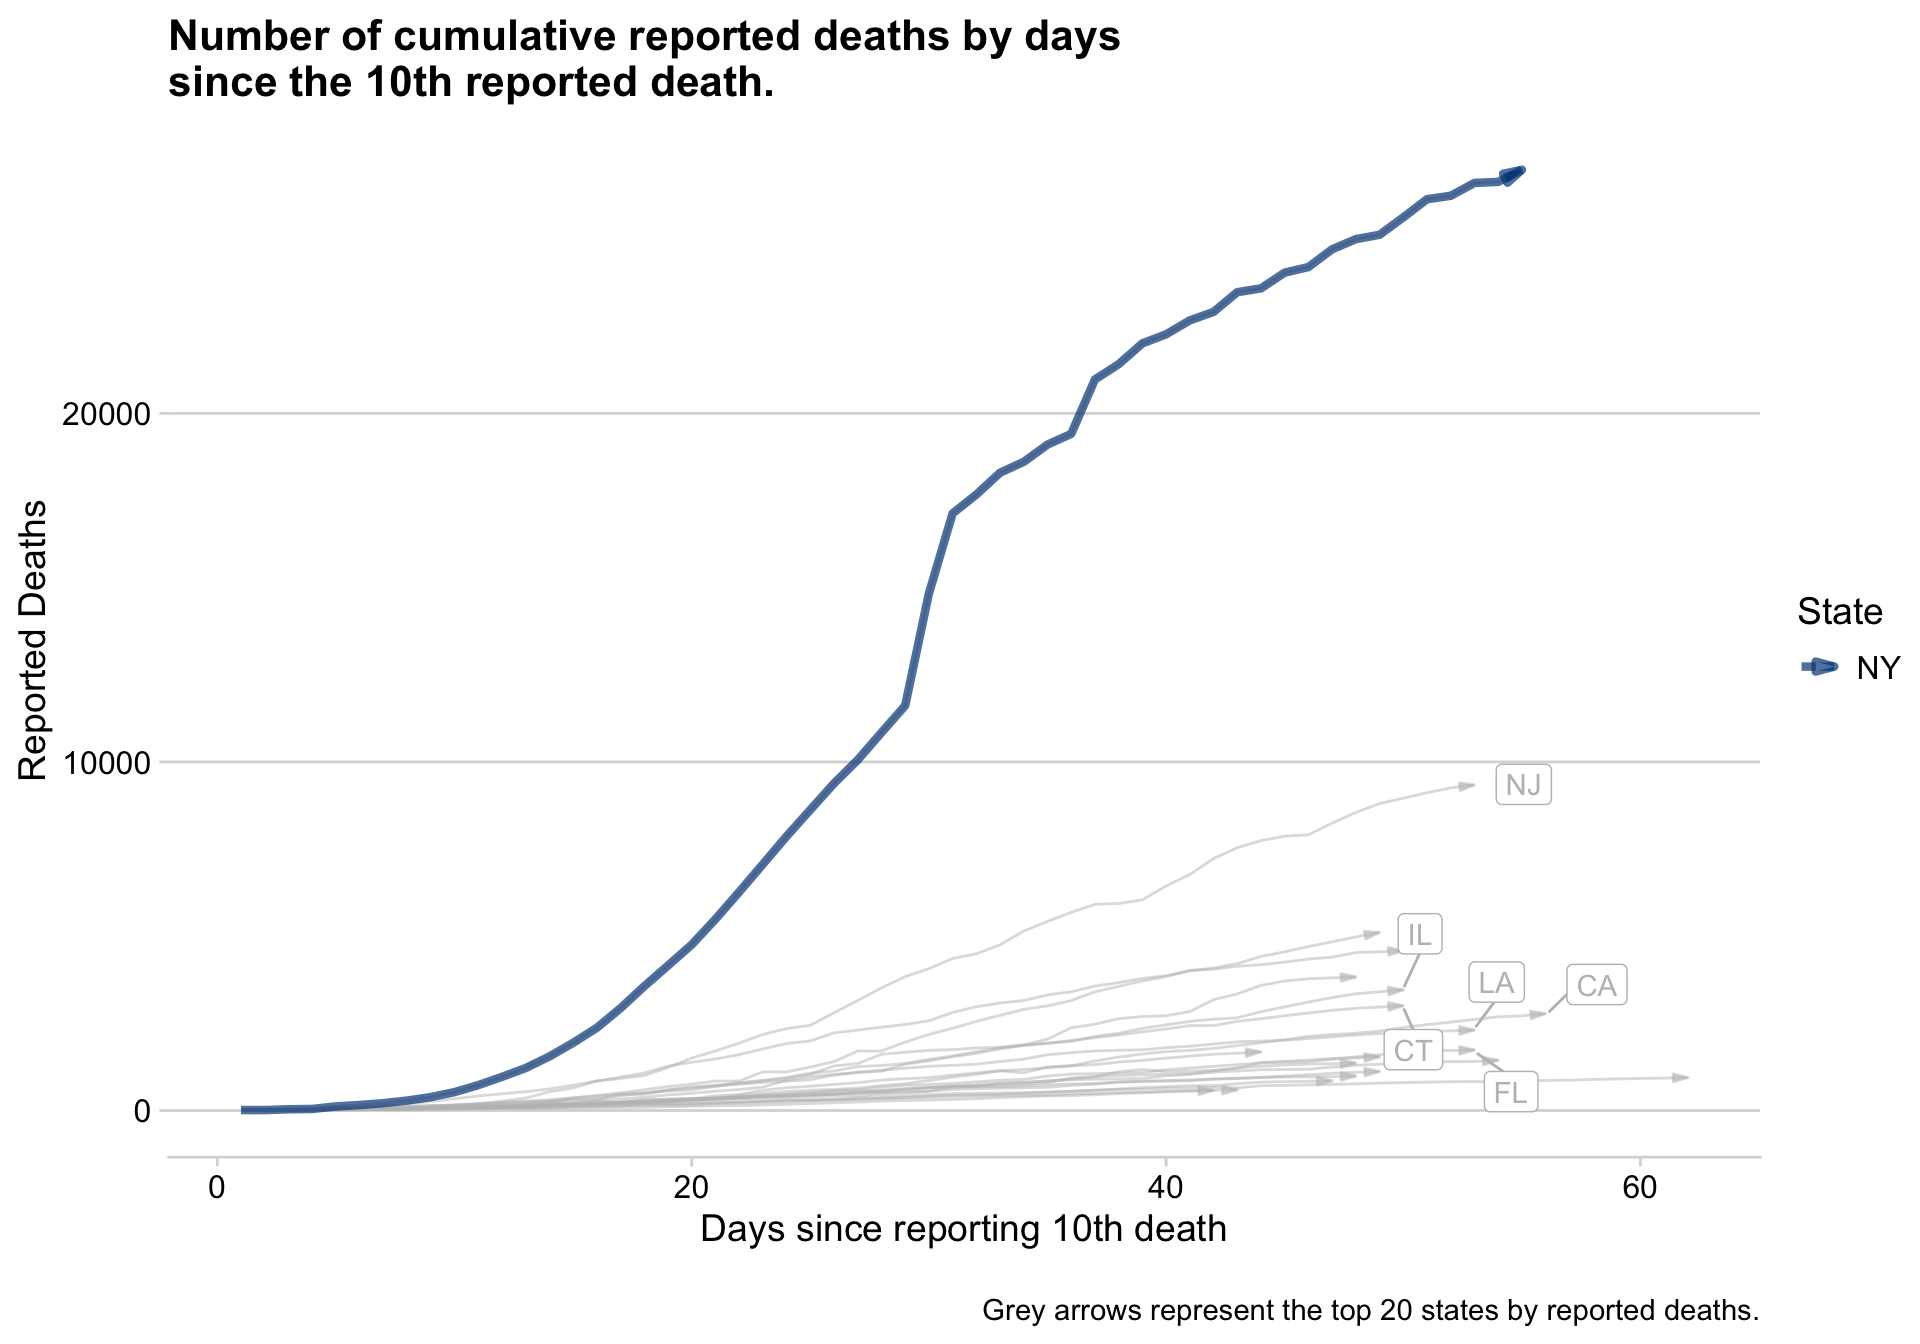 Number of cumulative reported deaths by days
since the 10th reported death.
Reported Deaths
20000
10000
0
NJ
IL
LA
CA
CT
FL
State
NY
0
20
40
60
Days since reporting 10th death
Grey arrows represent the top 20 states by reported deaths.